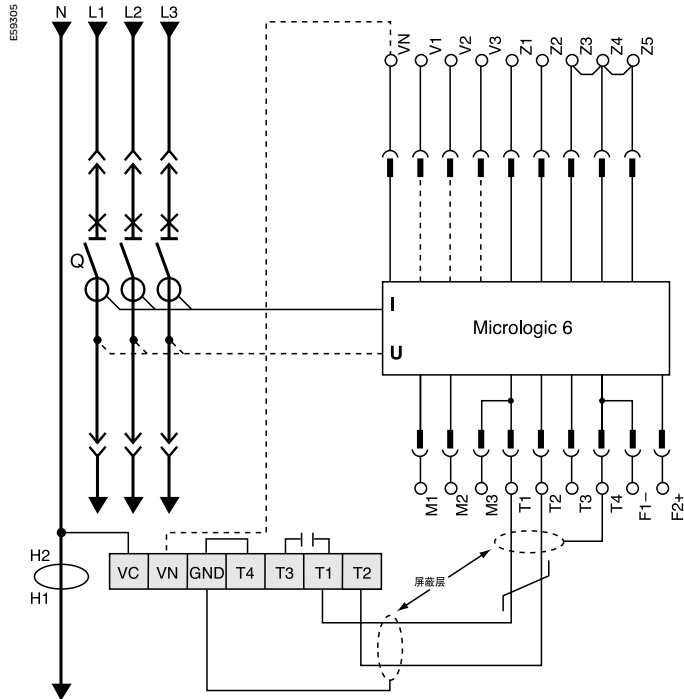 E59305
N L1 L2 L3
VN V1 V2 V3 Z1 Z2 Z3 Z4 Z5
Q
I
Micrologic 6
U
M1 M2 M3 T1 T2 T3 T4 F1− F2+
H2
H1
VC VN GND T4 T3 T1 T2
屏蔽层